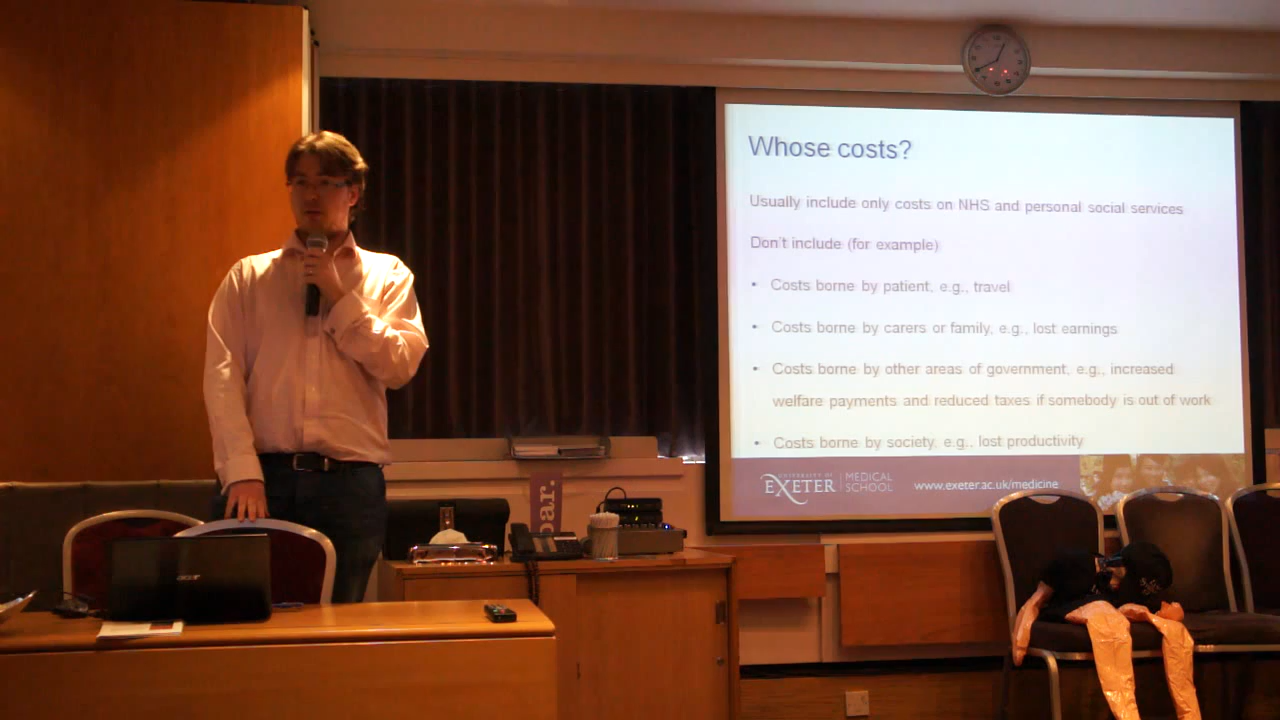 Whose costs?
Usually include only costs on NHS and personal social services
Don't include (for example)
• Costs borne by patient, e.g., travel
• Costs borne by carers or family, e.g., lost earnings
• Costs borne by other areas of government, e.g., increased
welfare payments and reduced taxes if somebody is out of work
• Costs borne by society, e.g., lost productivity
UNIVERSITY OF
EXETER
MEDICAL
SCHOOL
www.exeter.ac.uk/medicine
bar.
acer